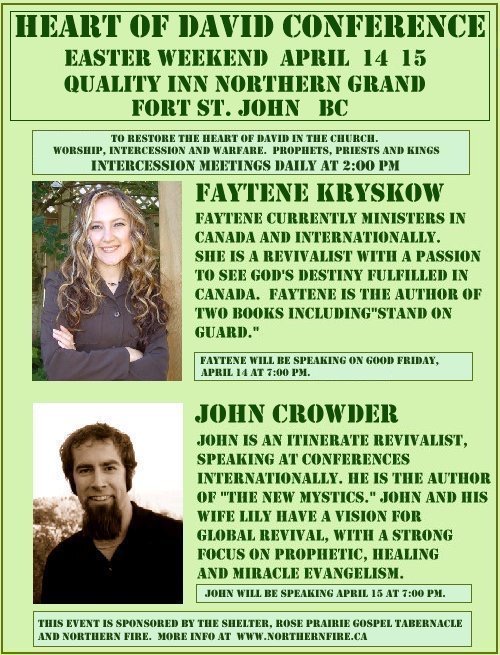 HEART OF DAVID CONFERENCE
EASTER WEEKEND APRIL 14 15
QUALITY INN NORTHERN GRAND
FORT ST. JOHN BC
TO RESTORE THE HEART OF DAVID IN THE CHURCH.
WORSHIP, INTERCESSION AND WARFARE. PROPHETS, PRIESTS AND KINGS
INTERCESSION MEETINGS DAILY AT 2:00 PM
FAYTENE KRYSKOW
FAYTENE CURRENTLY MINISTERS IN
CANADA AND INTERNATIONALLY.
SHE IS A REVIVALIST WITH A PASSION
TO SEE GOD'S DESTINY FULFILLED IN
CANADA. FAYTENE IS THE AUTHOR OF
TWO BOOKS INCLUDING"STAND ON
GUARD."
FAYTENE WILL BE SPEAKING ON GOOD FRIDAY,
APRIL 14 AT 7:00 PM.
JOHN CROWDER
JOHN IS AN ITINERATE REVIVALIST,
SPEAKING AT CONFERENCES
INTERNATIONALLY. HE IS THE AUTHOR
OF "THE NEW MYSTICS." JOHN AND HIS
WIFE LILY HAVE A VISION FOR
GLOBAL REVIVAL, WITH A STRONG
FOCUS ON PROPHETIC, HEALING
AND MIRACLE EVANGELISM.
JOHN WILL BE SPEAKING APRIL 15 AT 7:00 PM.
THIS EVENT IS SPONSORED BY THE SHELTER, ROSE PRAIRIE GOSPEL TABERNACLE
AND NORTHERN FIRE. MORE INFO AT WWW.NORTHERNFIRE.CA